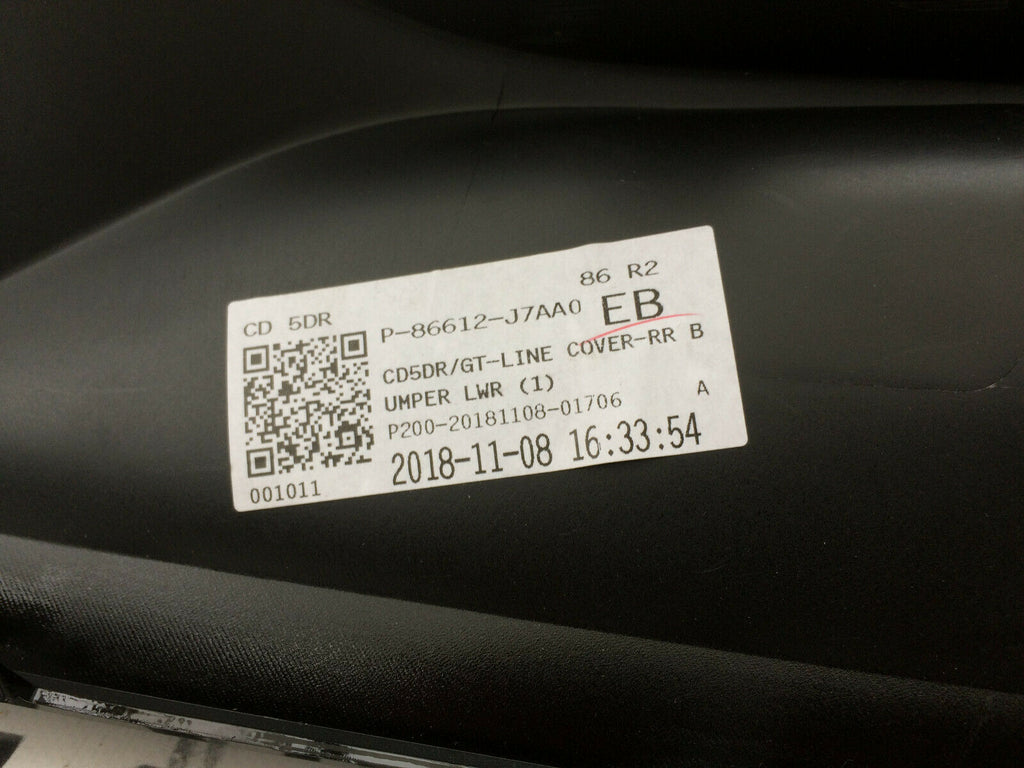 86 R2
CD 5DR
P-86612-J7AA0 EB
CD5DR/GT-LINE COVER-RR B
UMPER LWR (1)
P200-20181108-01706 A
2018-11-08 16:33:54
001011